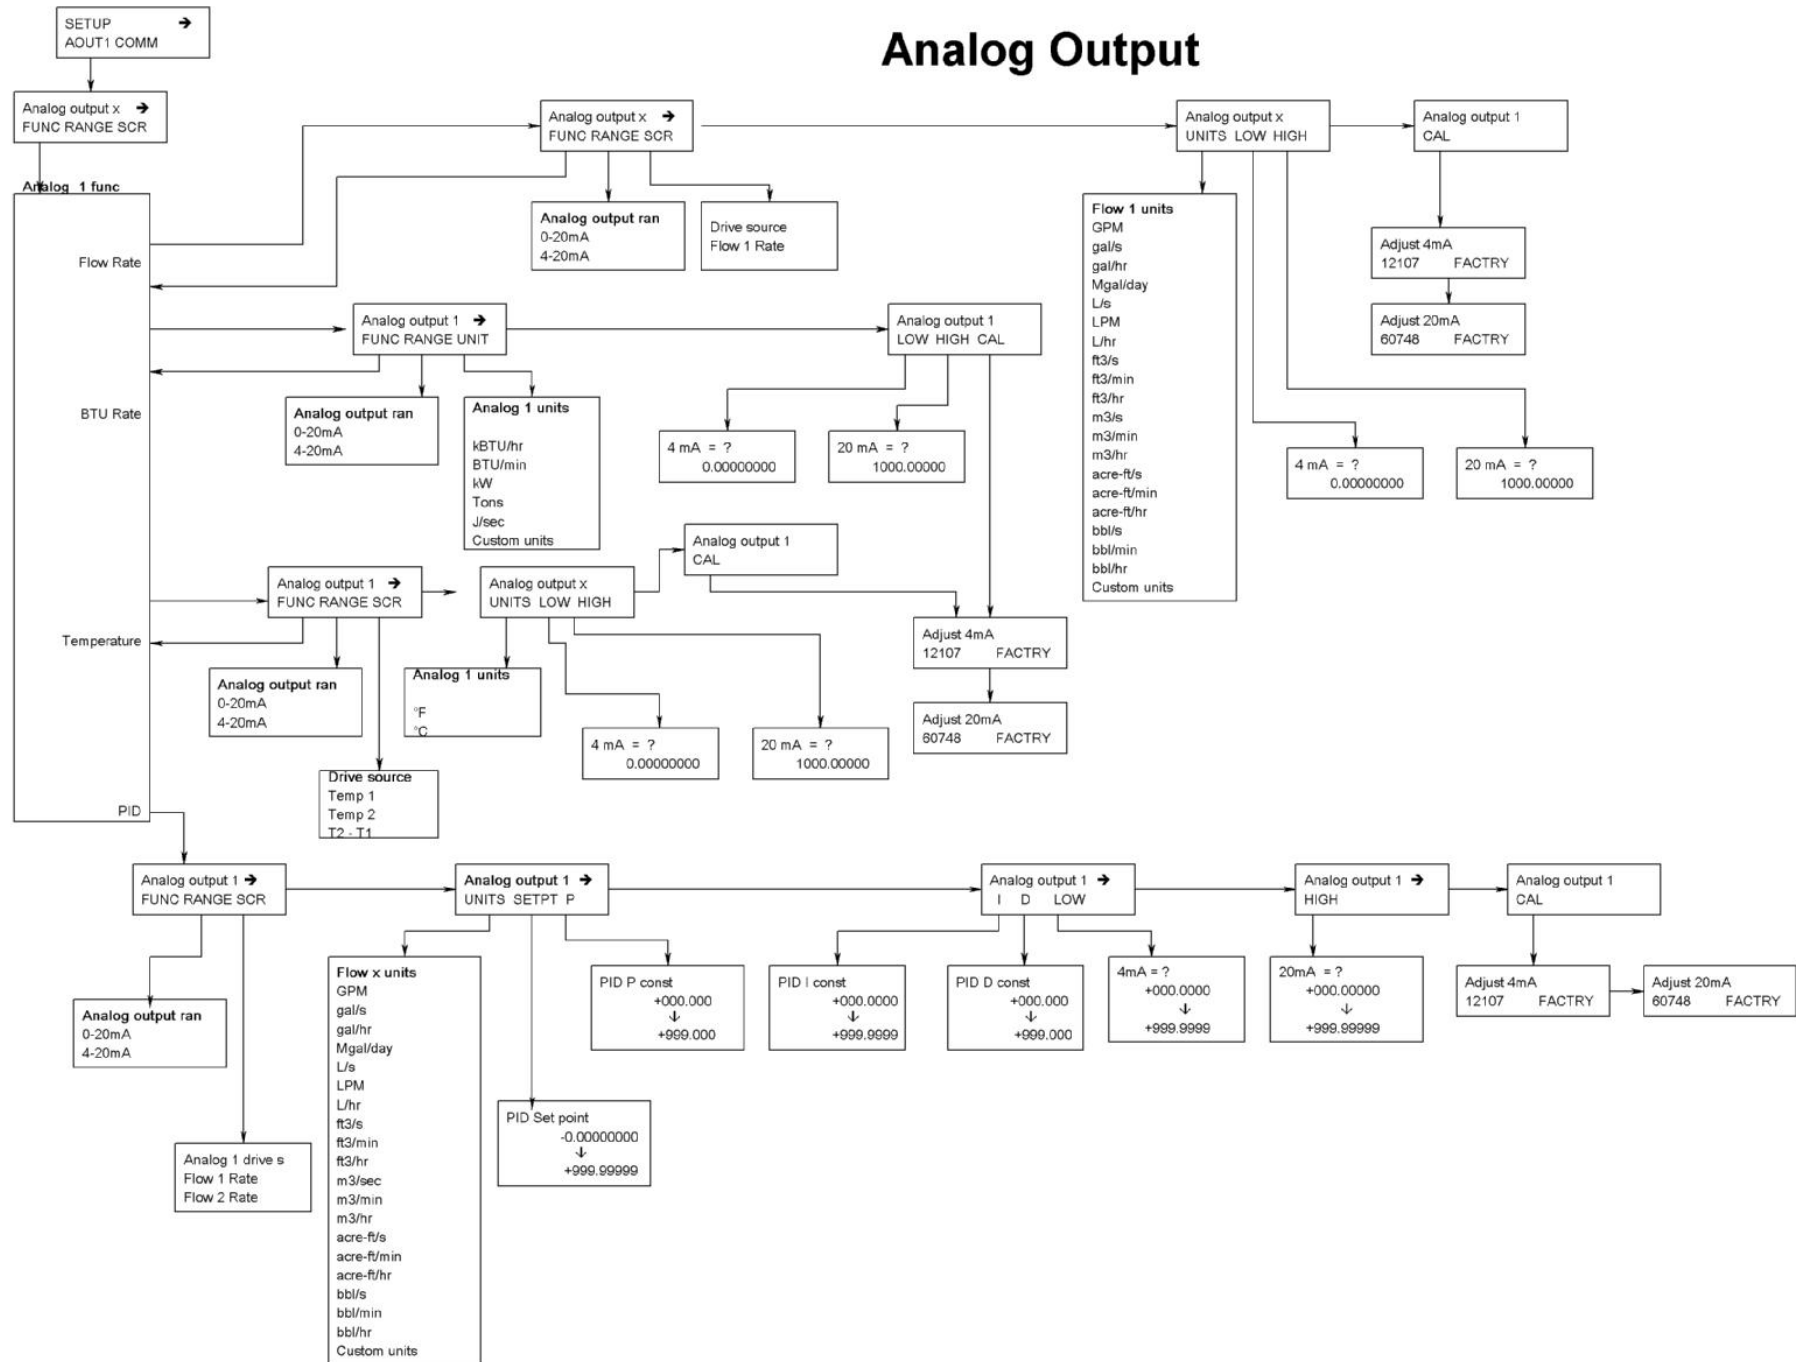 Analog Output
SETUP ➔
AOUT1 COMM
Analog output x ➔
FUNC RANGE SCR
Analog 1 func
Flow Rate
BTU Rate
Temperature
PID
Analog output x ➔
FUNC RANGE SCR
Analog output ran
0-20mA
4-20mA
Drive source
Flow 1 Rate
Analog output x
UNITS LOW HIGH
Analog output 1
CAL
Flow 1 units
GPM
gal/s
gal/hr
Mgal/day
L/s
LPM
L/hr
ft3/s
ft3/min
ft3/hr
m3/s
m3/min
m3/hr
acre-ft/s
acre-ft/min
acre-ft/hr
bbl/s
bbl/min
bbl/hr
Custom units
Adjust 4mA
12107 FACTRY
Adjust 20mA
60748 FACTRY
4 mA = ?
0.00000000
20 mA = ?
1000.00000
Analog output 1 ➔
FUNC RANGE UNIT
Analog output ran
0-20mA
4-20mA
Analog 1 units
kBTU/hr
BTU/min
kW
Tons
J/sec
Custom units
Analog output 1
LOW HIGH CAL
4 mA = ?
0.00000000
20 mA = ?
1000.00000
Analog output 1 ➔
FUNC RANGE SCR
Analog output x
UNITS LOW HIGH
Analog output 1
CAL
Adjust 4mA
12107 FACTRY
Adjust 20mA
60748 FACTRY
Analog output ran
0-20mA
4-20mA
Analog 1 units
°F
°C
4 mA = ?
0.00000000
20 mA = ?
1000.00000
Drive source
Temp 1
Temp 2
T2 - T1
Analog output 1 ➔
FUNC RANGE SCR
Analog output 1 ➔
UNITS SETPT P
Analog output 1 ➔
I D LOW
Analog output 1 ➔
HIGH
Analog output 1
CAL
Analog output ran
0-20mA
4-20mA
Analog 1 drive s
Flow 1 Rate
Flow 2 Rate
Flow x units
GPM
gal/s
gal/hr
Mgal/day
L/s
LPM
L/hr
ft3/s
ft3/min
ft3/hr
m3/sec
m3/min
m3/hr
acre-ft/s
acre-ft/min
acre-ft/hr
bbl/s
bbl/min
bbl/hr
Custom units
PID Set point
-0.00000000
↓
+999.99999
PID P const
+000.000
↓
+999.000
PID I const
+000.0000
↓
+999.9999
PID D const
+000.000
↓
+999.000
4mA = ?
+000.0000
↓
+999.9999
20mA = ?
+000.00000
↓
+999.99999
Adjust 4mA
12107 FACTRY
Adjust 20mA
60748 FACTRY